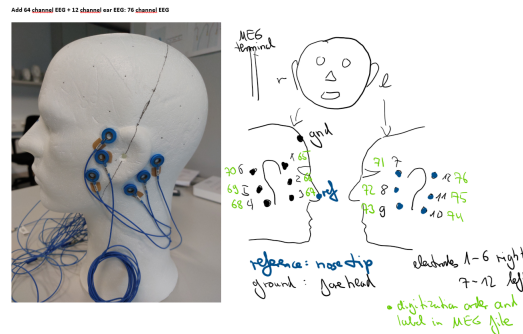 Add 64 channel EEG + 12 channel ear EEG: 76 channel EEG
MEG
terminal
r
l
gnd
70 6
1 65
69 5
2 66
68 4
3 67
ref
71 7
12 76
72 8
11 75
73 9
10 74
reference: nose tip
ground: forehead
electrodes 1-6 right
7-12 left
digitization order and
label in MEG file